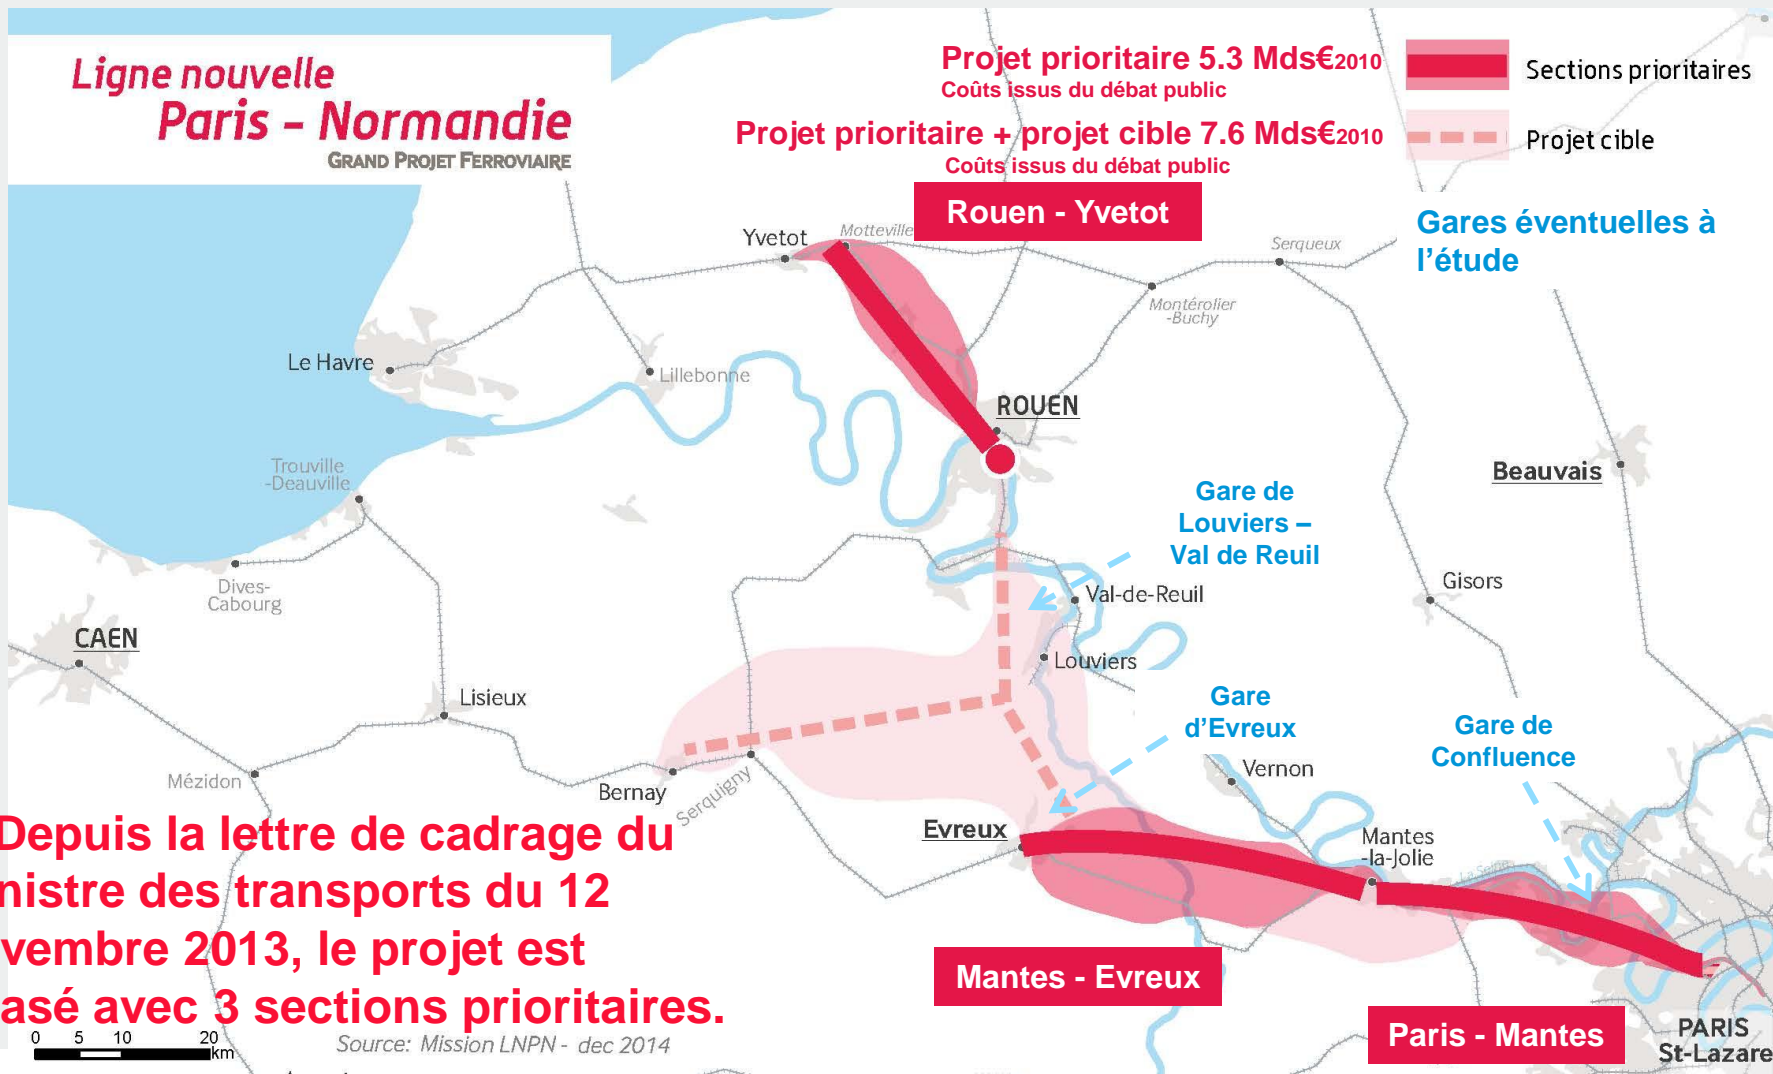 Ligne nouvelle
Paris – Normandie
GRAND PROJET FERROVIAIRE
Projet prioritaire 5.3 Mds€2010
Coûts issus du débat public
Projet prioritaire + projet cible 7.6 Mds€2010
Coûts issus du débat public
Sections prioritaires
Projet cible
Gares éventuelles à
l'étude
Rouen - Yvetot
Yvetot
Motteville
Serqueux
Montérolier
-Buchy
Le Havre
Lillebonne
ROUEN
Beauvais
Trouville
-Deauville
Gare de
Louviers –
Val de Reuil
Dives-
Cabourg
Val-de-Reuil
Gisors
CAEN
Louviers
Lisieux
Gare
d'Evreux
Gare de
Confluence
Mézidon
Bernay
Serquigny
Vernon
Evreux
Mantes
-la-Jolie
La Seine
Depuis la lettre de cadrage du
nistre des transports du 12
vembre 2013, le projet est
asé avec 3 sections prioritaires.
Mantes - Evreux
Paris - Mantes
PARIS
St-Lazare
0 5 10 20
km
Source: Mission LNPN - dec 2014